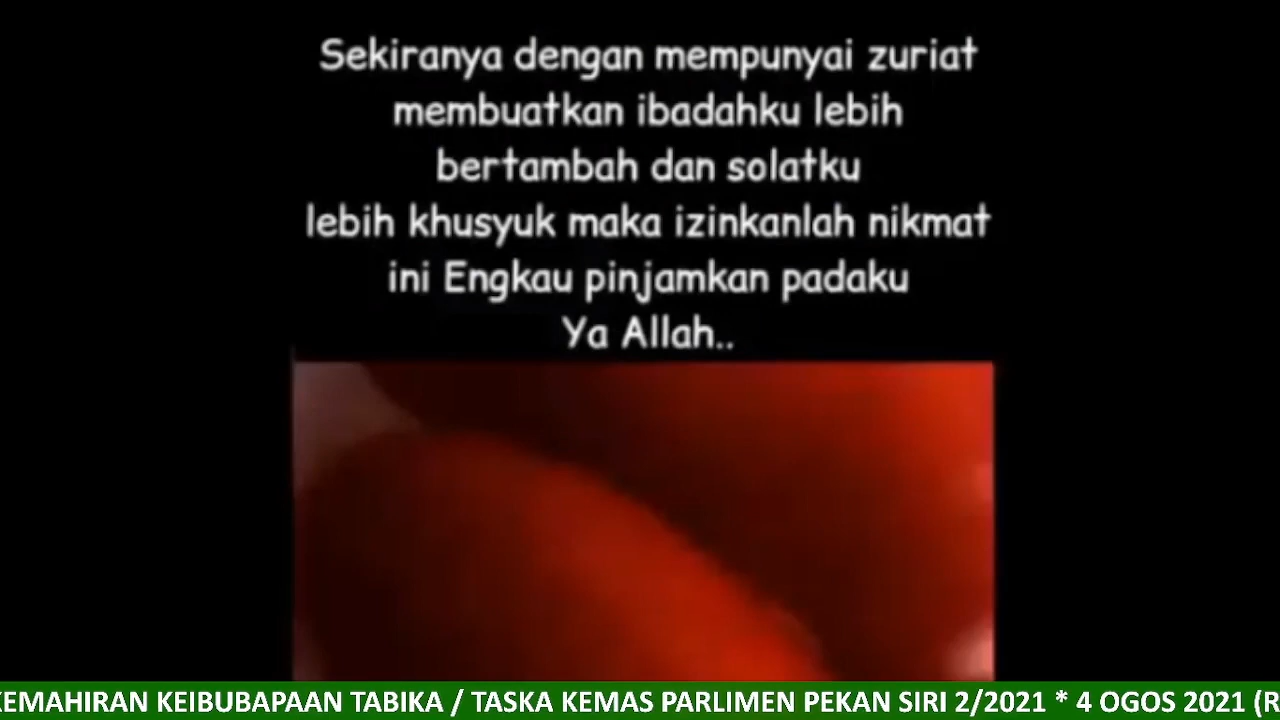 Sekiranya dengan mempunyai zuriat
membuatkan ibadahku lebih
bertambah dan solatku
lebih khusyuk maka izinkanlah nikmat
ini Engkau pinjamkan padaku
Ya Allah..
KEMAHIRAN KEIBUBAPAAN TABIKA / TASKA KEMAS PARLIMEN PEKAN SIRI 2/2021 * 4 OGOS 2021 (R